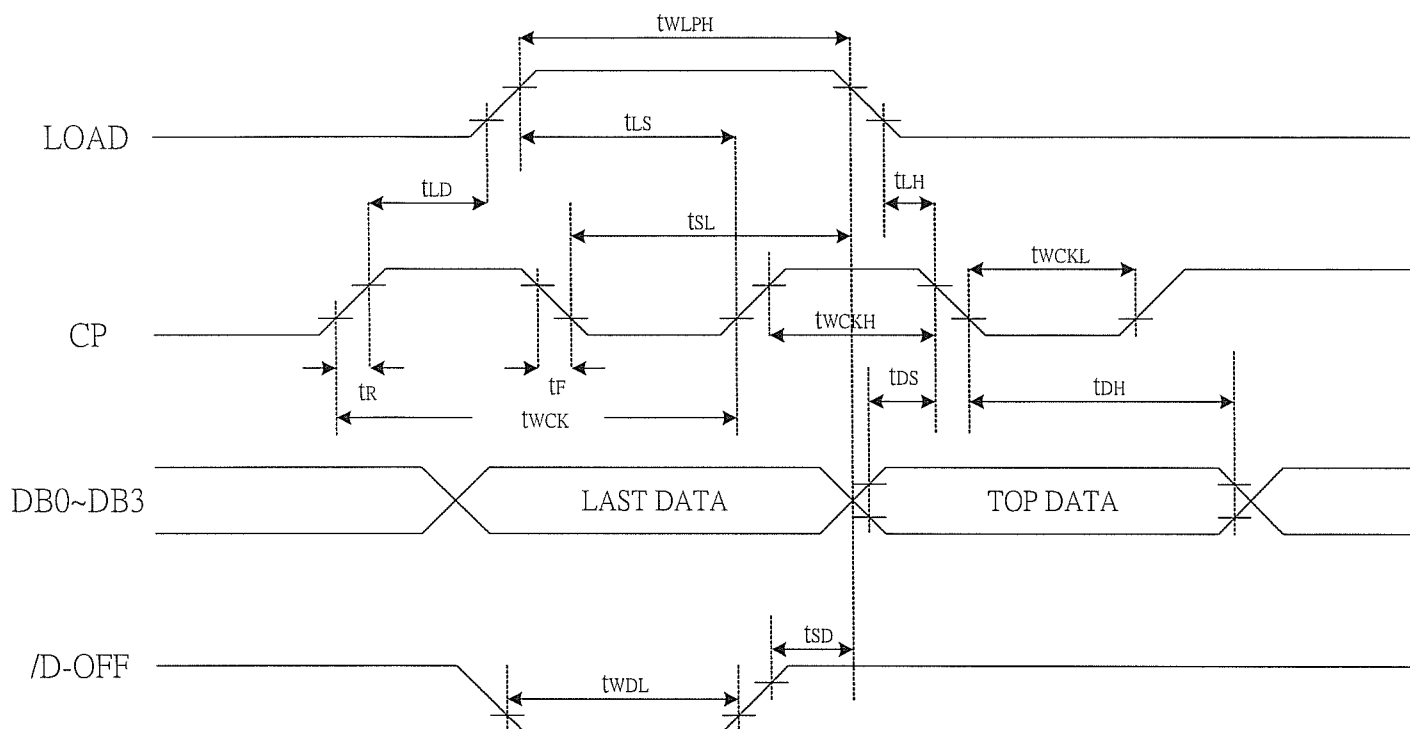 tWLPH
LOAD
tLS
tLD
tLH
tSL
tWCKL
CP
tWCKH
tR
tF
tDS
tDH
tWCK
DB0~DB3
LAST DATA
TOP DATA
tSD
/D-OFF
tWDL